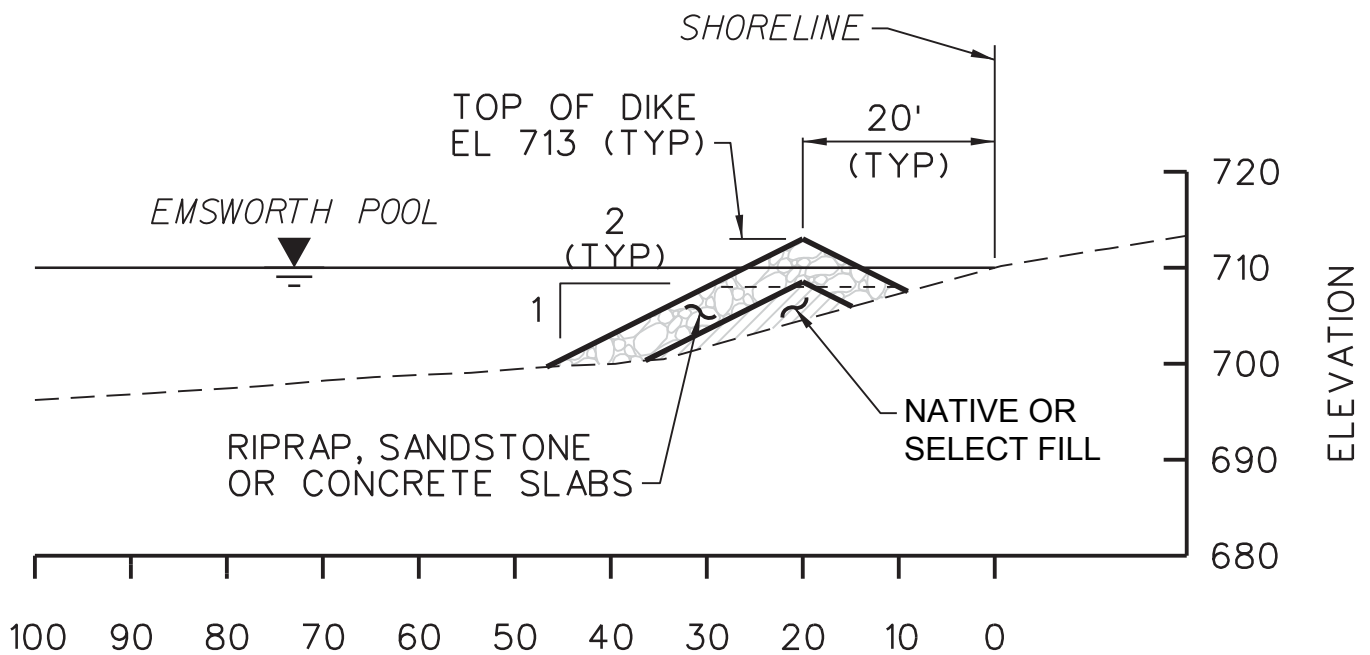 SHORELINE
TOP OF DIKE
EL 713 (TYP)
20'
(TYP)
EMSWORTH POOL
2
(TYP)
1
RIPRAP, SANDSTONE
OR CONCRETE SLABS
NATIVE OR
SELECT FILL
720
710
700
690
680
ELEVATION
100 90 80 70 60 50 40 30 20 10 0